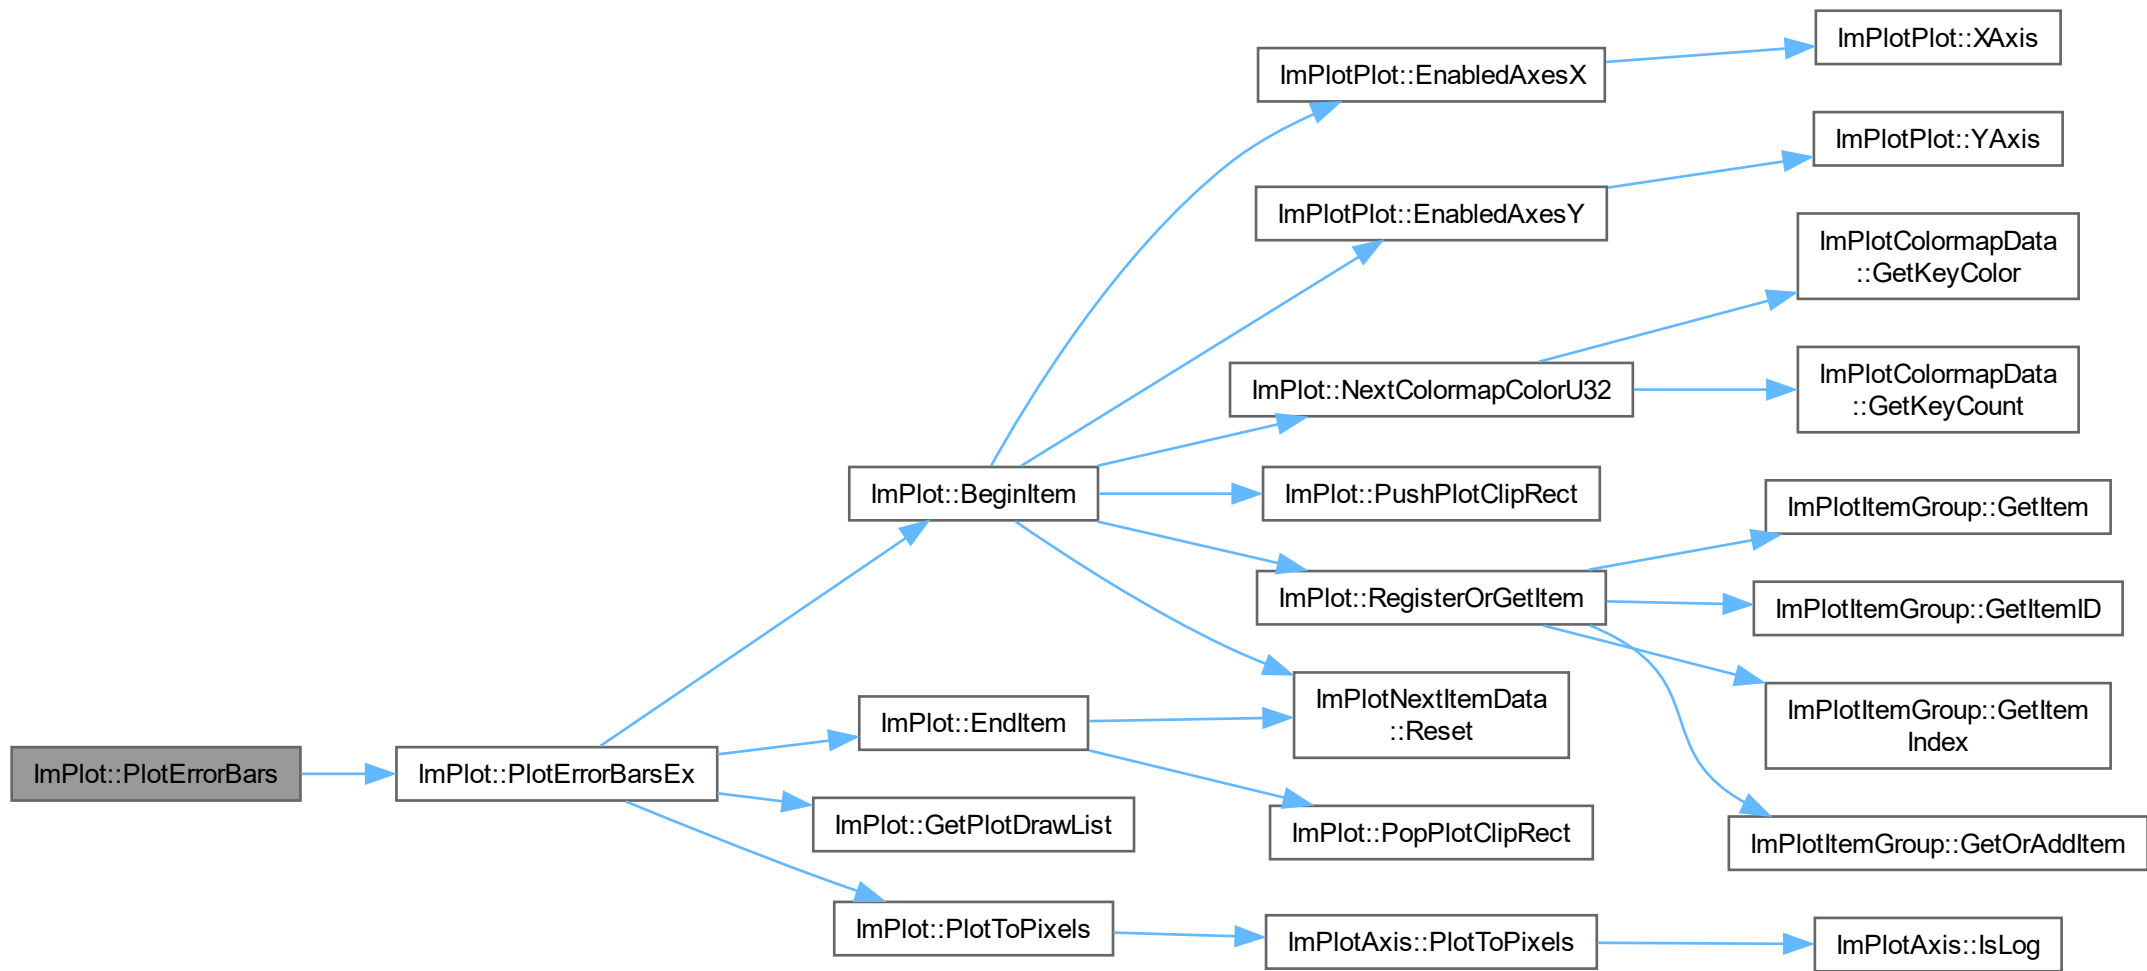 ImPlot::PlotErrorBars
ImPlot::PlotErrorBarsEx
ImPlot::BeginItem
ImPlot::EndItem
ImPlot::GetPlotDrawList
ImPlot::PlotToPixels
ImPlotPlot::EnabledAxesX
ImPlotPlot::EnabledAxesY
ImPlot::NextColormapColorU32
ImPlot::PushPlotClipRect
ImPlot::RegisterOrGetItem
ImPlotNextItemData
::Reset
ImPlot::PopPlotClipRect
ImPlotAxis::PlotToPixels
ImPlotPlot::XAxis
ImPlotPlot::YAxis
ImPlotColormapData
::GetKeyColor
ImPlotColormapData
::GetKeyCount
ImPlotItemGroup::GetItem
ImPlotItemGroup::GetItemID
ImPlotItemGroup::GetItem
Index
ImPlotItemGroup::GetOrAddItem
ImPlotAxis::IsLog